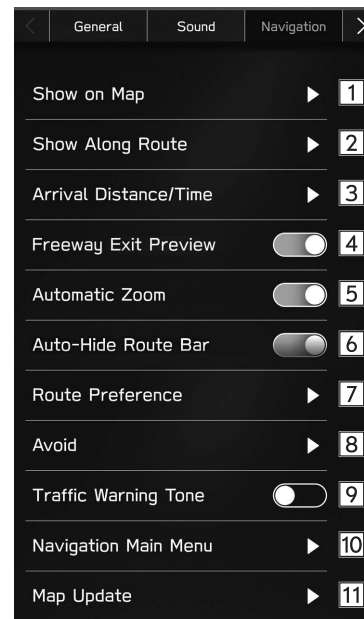 General Sound Navigation
Show on Map 1
Show Along Route 2
Arrival Distance/Time 3
Freeway Exit Preview 4
Automatic Zoom 5
Auto-Hide Route Bar 6
Route Preference 7
Avoid 8
Traffic Warning Tone 9
Navigation Main Menu 10
Map Update 11